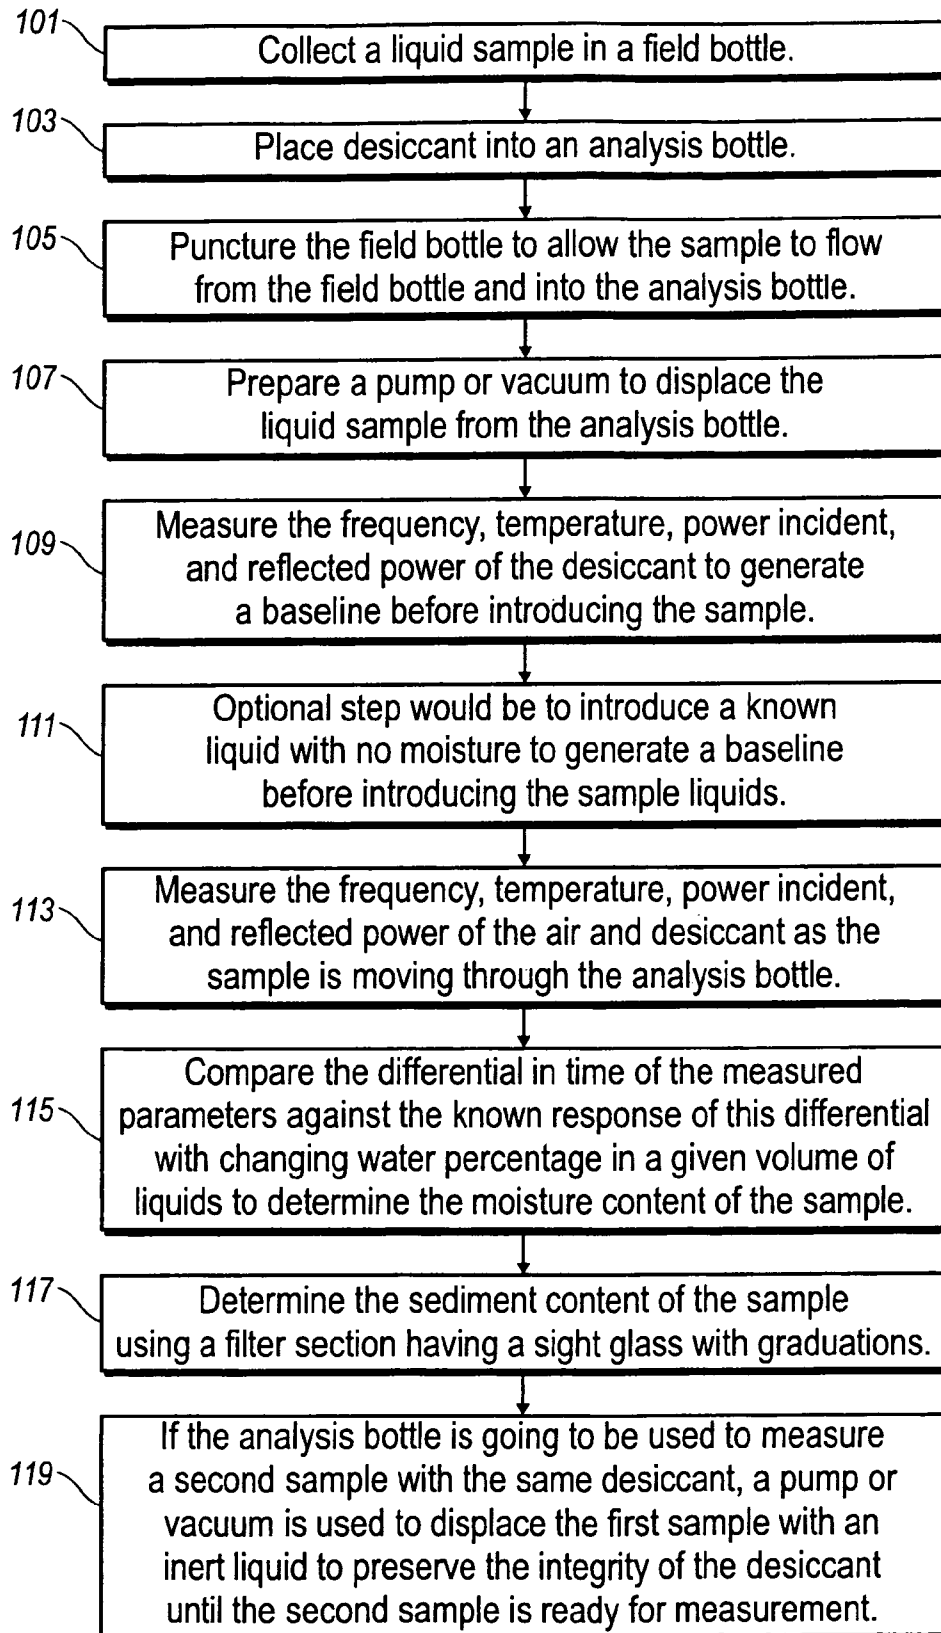 101
Collect a liquid sample in a field bottle.
103
Place desiccant into an analysis bottle.
105
Puncture the field bottle to allow the sample to flow
from the field bottle and into the analysis bottle.
107
Prepare a pump or vacuum to displace the
liquid sample from the analysis bottle.
109
Measure the frequency, temperature, power incident,
and reflected power of the desiccant to generate
a baseline before introducing the sample.
111
Optional step would be to introduce a known
liquid with no moisture to generate a baseline
before introducing the sample liquids.
113
Measure the frequency, temperature, power incident,
and reflected power of the air and desiccant as the
sample is moving through the analysis bottle.
115
Compare the differential in time of the measured
parameters against the known response of this differential
with changing water percentage in a given volume of
liquids to determine the moisture content of the sample.
117
Determine the sediment content of the sample
using a filter section having a sight glass with graduations.
119
If the analysis bottle is going to be used to measure
a second sample with the same desiccant, a pump or
vacuum is used to displace the first sample with an
inert liquid to preserve the integrity of the desiccant
until the second sample is ready for measurement.